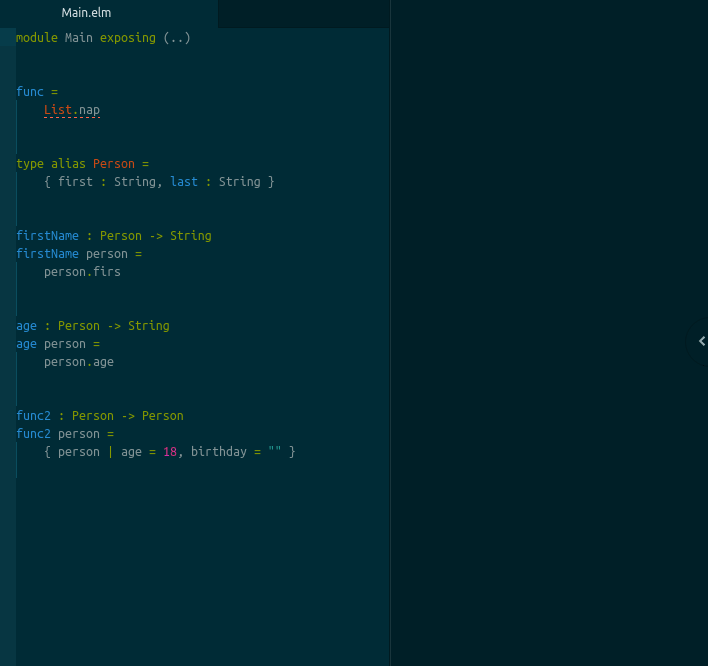 Main.elm
module Main exposing (..)
func =
List.nap
type alias Person =
{ first : String, last : String }
firstName : Person -> String
firstName person =
person.firs
age : Person -> String
age person =
person.age
func2 : Person -> Person
func2 person =
{ person | age = 18, birthday = "" }